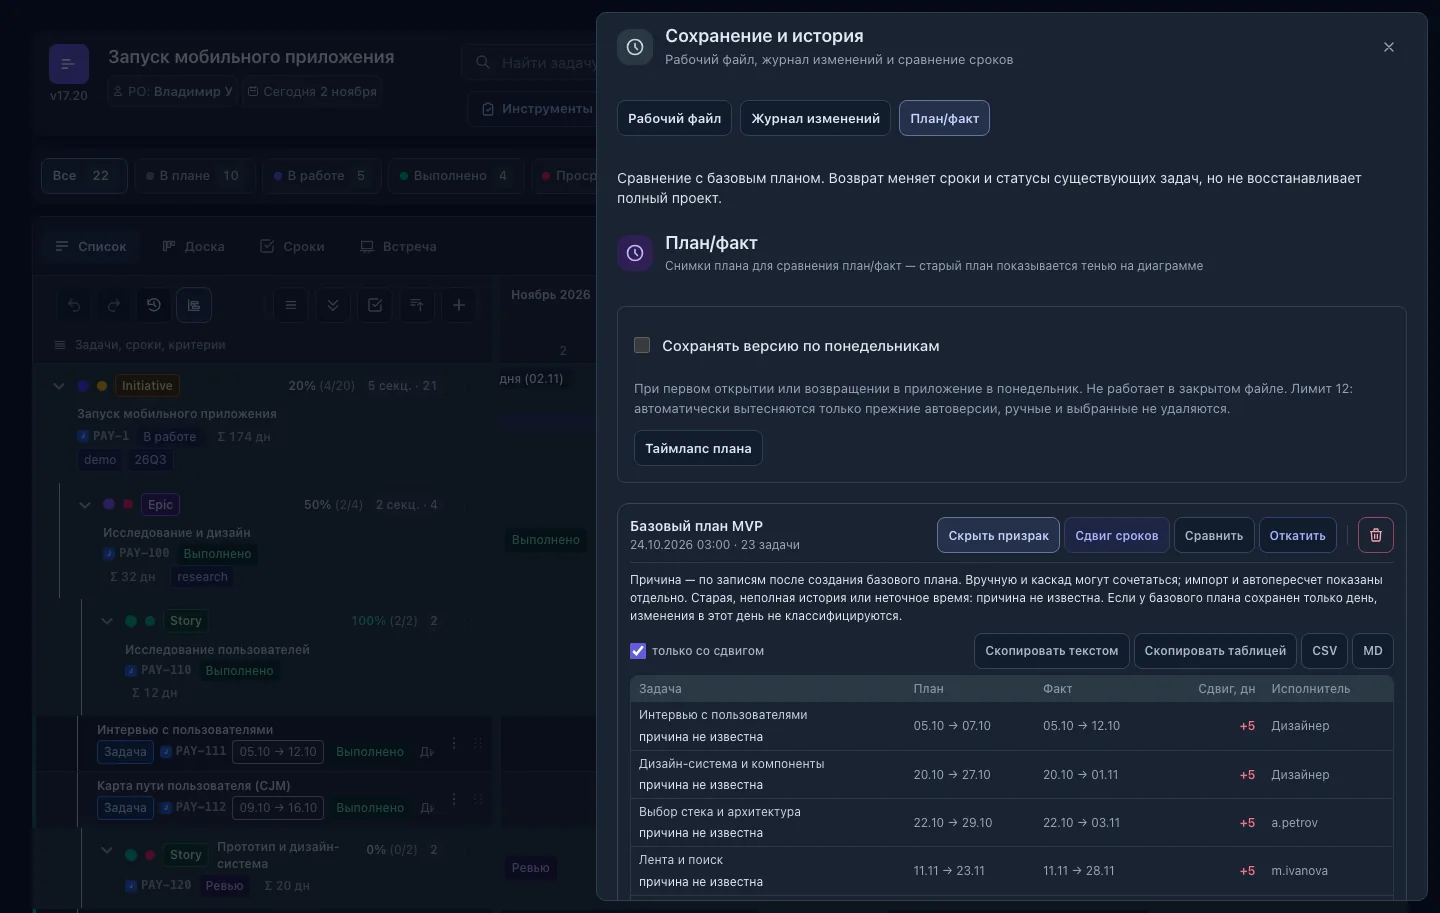 Запуск мобильного приложения
v17.20
РО: Владимир У
Сегодня 2 ноября
Найти задачу
Инструменты
Все 22
В плане 10
В работе 5
Выполнено 4
Проср
Список
Доска
Сроки
Встреча
Ноябрь 2026
2
Задачи, сроки, критерии
дня (02.11)
Initiative
20% (4/20) 5 секц. · 21
Запуск мобильного приложения
PAY-1 В работе Σ 174 дн
demo 26Q3
Epic
50% (2/4) 2 секц. · 4
Исследование и дизайн
PAY-100 Выполнено
Выполнено
Σ 32 дн research
Story
100% (2/2) 2
Исследование пользователей
PAY-110 Выполнено
Σ 12 дн
Интервью с пользователями
Задача PAY-111 05.10 → 12.10 Выполнено Ди
Карта пути пользователя (CJM)
Задача PAY-112 09.10 → 16.10 Выполнено Ди
Story
Прототип и дизайн-
система
0% (0/2) 2
PAY-120 Ревью Σ 20 дн
Ревью
Сохранение и история
Рабочий файл, журнал изменений и сравнение сроков
Рабочий файл
Журнал изменений
План/факт
Сравнение с базовым планом. Возврат меняет сроки и статусы существующих задач, но не восстанавливает
полный проект.
План/факт
Снимки плана для сравнения план/факт — старый план показывается тенью на диаграмме
Сохранять версию по понедельникам
При первом открытии или возвращении в приложение в понедельник. Не работает в закрытом файле. Лимит 12:
автоматически вытесняются только прежние автоверсии, ручные и выбранные не удаляются.
Таймлапс плана
Базовый план MVP
24.10.2026 03:00 · 23 задачи
Скрыть призрак
Сдвиг сроков
Сравнить
Откатить
Причина — по записям после создания базового плана. Вручную и каскад могут сочетаться; импорт и автопересчет показаны
отдельно. Старая, неполная история или неточное время: причина не известна. Если у базового плана сохранен только день,
изменения в этот день не классифицируются.
только со сдвигом
Скопировать текстом
Скопировать таблицей
CSV
MD
Задача План Факт Сдвиг, дн Исполнитель
Интервью с пользователями
причина не известна
05.10 → 07.10 05.10 → 12.10 +5 Дизайнер
Дизайн-система и компоненты
причина не известна
20.10 → 27.10 20.10 → 01.11 +5 Дизайнер
Выбор стека и архитектура
причина не известна
22.10 → 29.10 22.10 → 03.11 +5 a.petrov
Лента и поиск
причина не известна
11.11 → 23.11 11.11 → 28.11 +5 m.ivanova